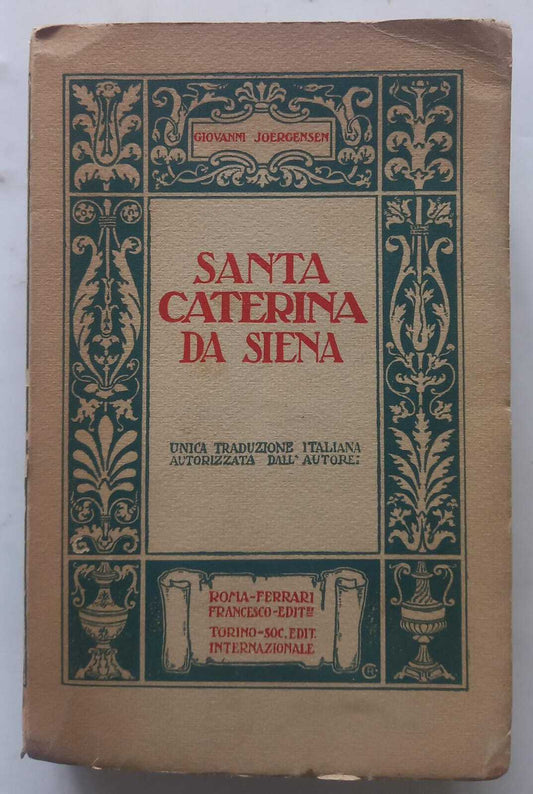 GIOVANNI JOERGENSEN
SANTA
CATERINA
DA SIENA
UNICA TRADUZIONE ITALIANA
AUTORIZZATA DALL' AUTORE:
ROMA-FERRARI
FRANCESCO-EDITRI
TORINO-SOC. EDIT.
INTERNAZIONALE